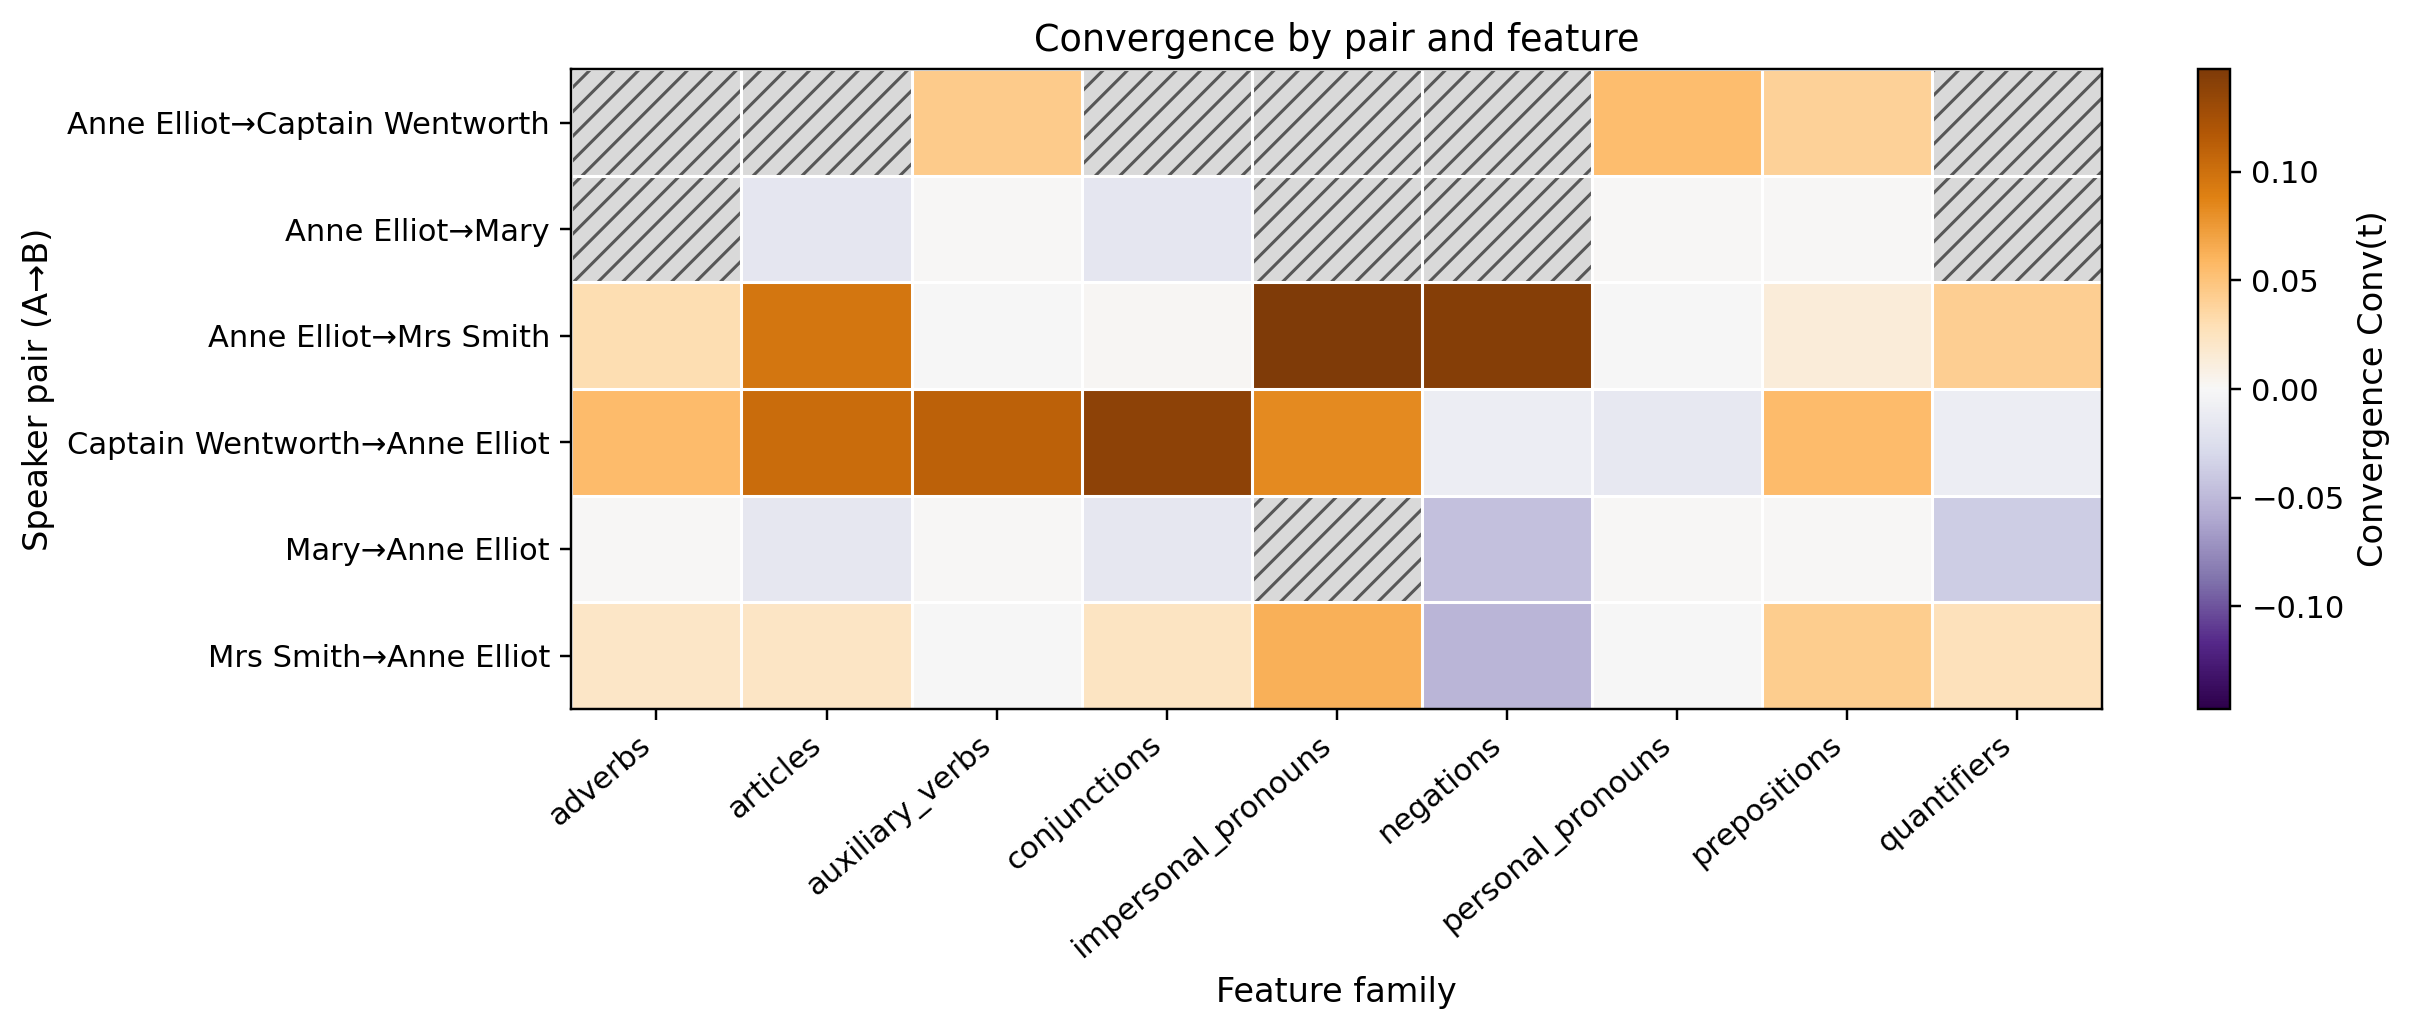 Convergence by pair and feature
Speaker pair (A→B)
Anne Elliot→Captain Wentworth
Anne Elliot→Mary
Anne Elliot→Mrs Smith
Captain Wentworth→Anne Elliot
Mary→Anne Elliot
Mrs Smith→Anne Elliot
adverbs
articles
auxiliary_verbs
conjunctions
impersonal_pronouns
negations
personal_pronouns
prepositions
quantifiers
Feature family
0.10
0.05
0.00
−0.05
−0.10
Convergence Conv(t)